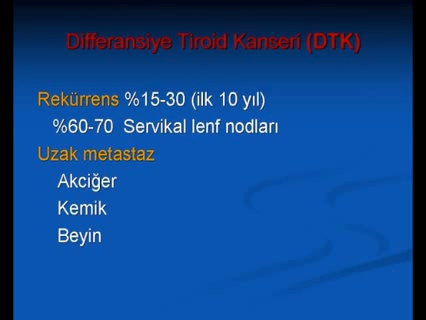 Differansiye Tiroid Kanseri (DTK)
Rekürrens %15-30 (ilk 10 yıl)
%60-70 Servikal lenf nodları
Uzak metastaz
Akciğer
Kemik
Beyin